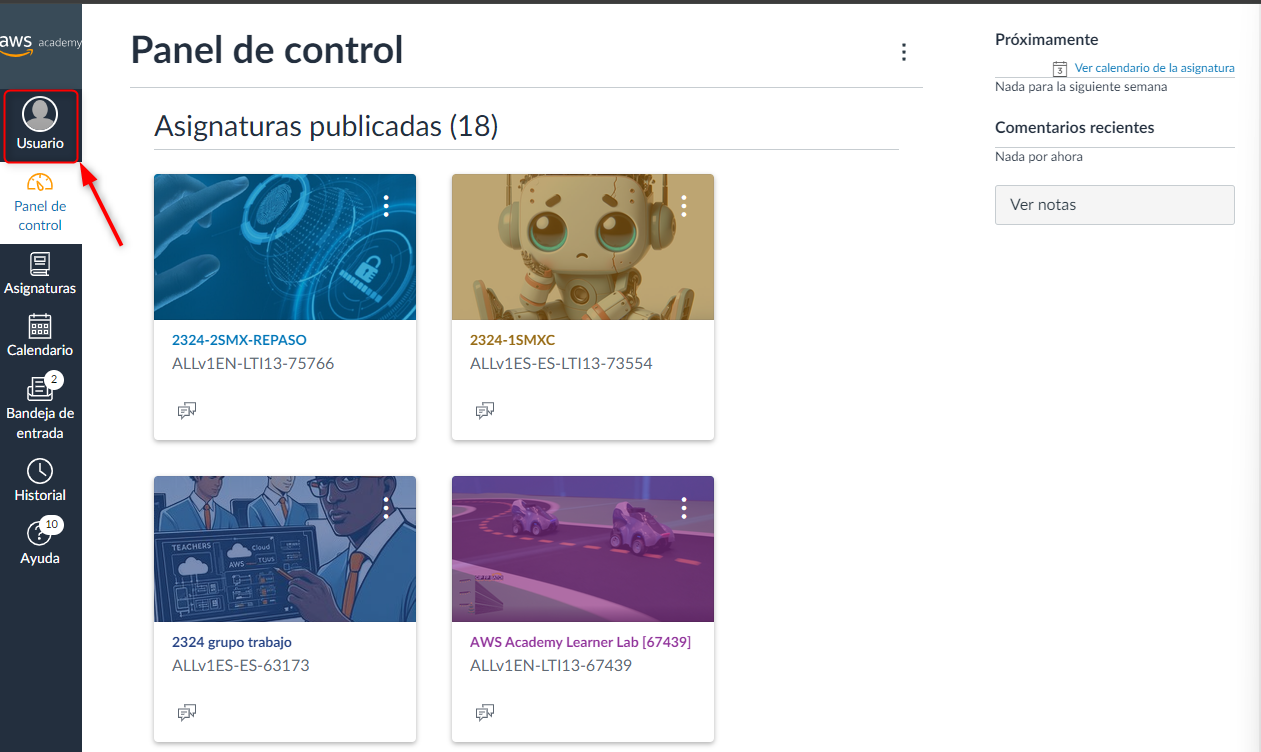 aws academy
Usuario
Panel de
control
Asignaturas
Calendario
2
Bandeja de
entrada
Historial
10
Ayuda
Panel de control
Asignaturas publicadas (18)
2324-2SMX-REPASO
ALLv1EN-LTI13-75766
2324-1SMXC
ALLv1ES-ES-LTI13-73554
TEACHERS
Cloud
AWS
2324 grupo trabajo
ALLv1ES-ES-63173
AWS Academy Learner Lab [67439]
ALLv1EN-LTI13-67439
Próximamente
3
Ver calendario de la asignatura
Nada para la siguiente semana
Comentarios recientes
Nada por ahora
Ver notas